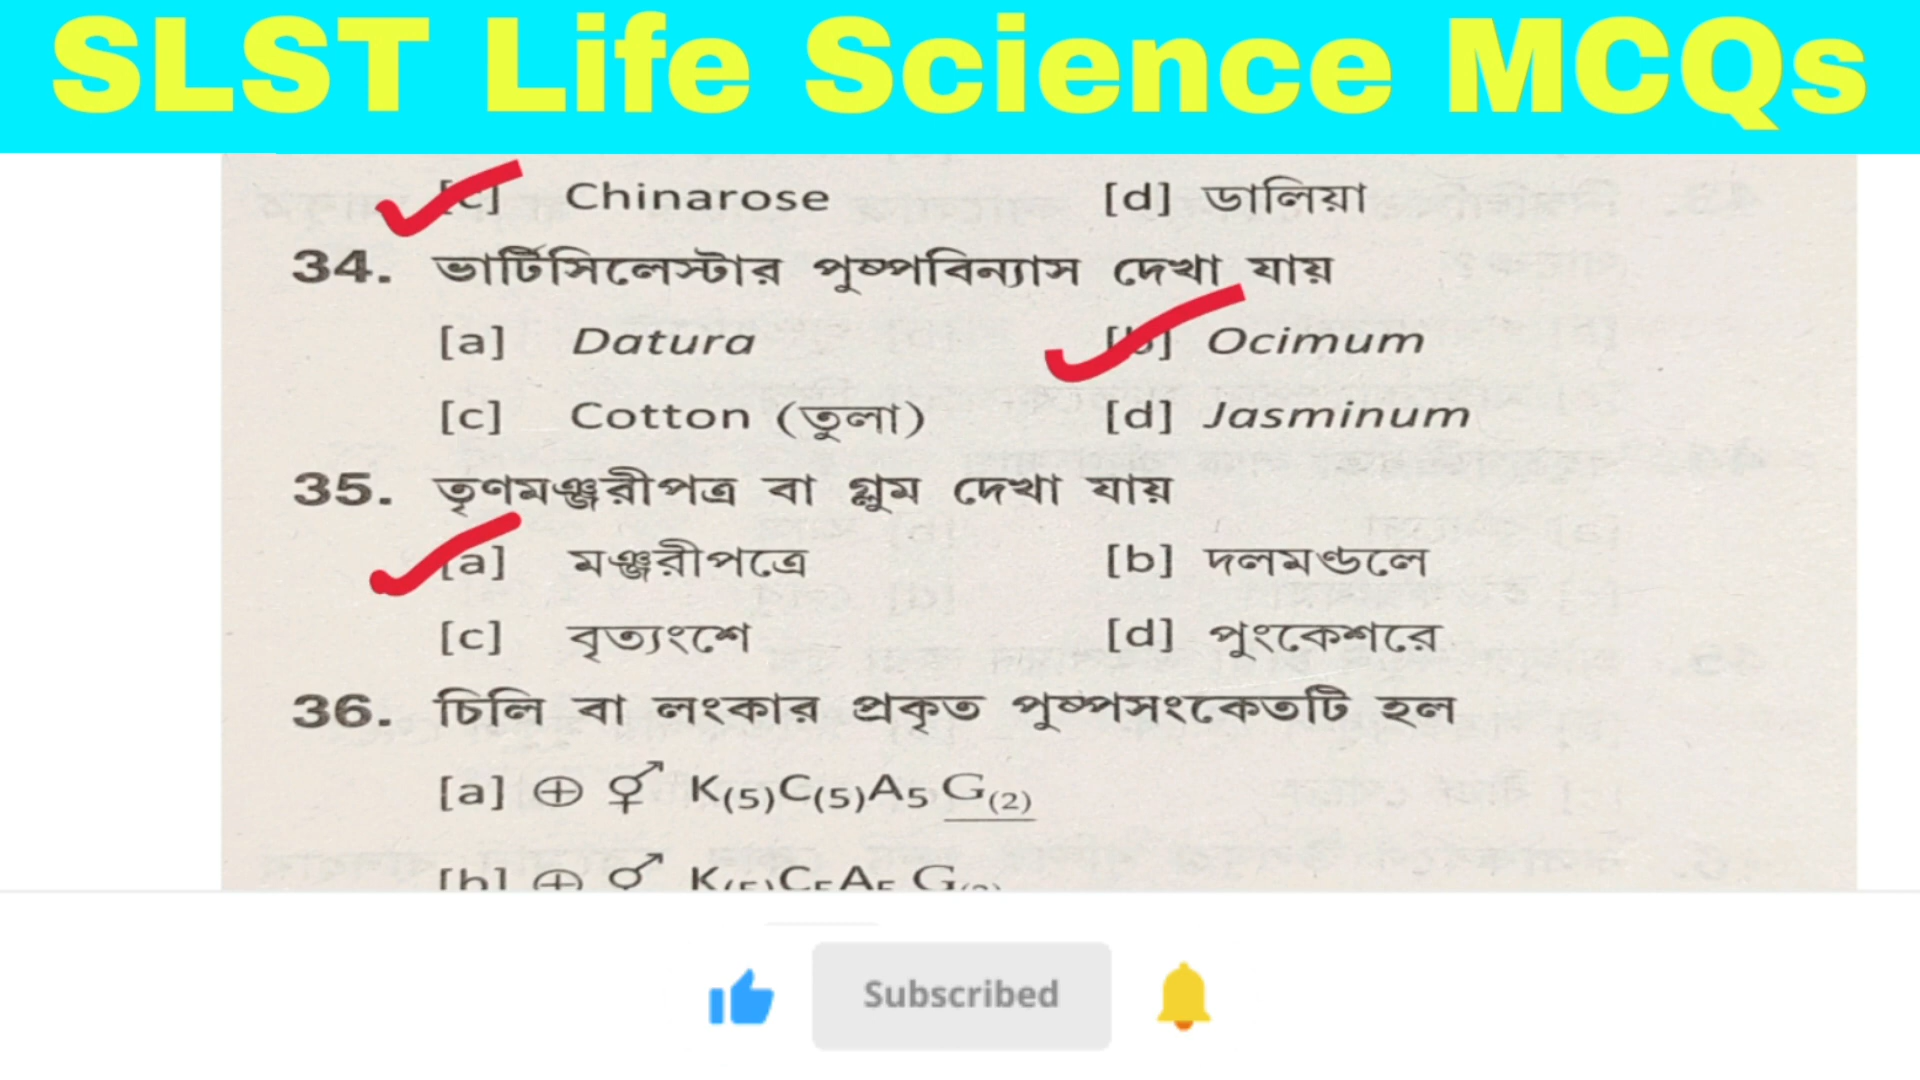 SLST Life Science MCQs
[c] Chinarose [d] ডালিয়া
34. ভার্টিসিলেস্টার পুষ্পবিন্যাস দেখা যায়
[a] Datura [b] Ocimum
[c] Cotton (তুলা) [d] Jasminum
35. তৃণমঞ্জরীপত্র বা গ্লুম দেখা যায়
[a] মঞ্জরীপত্রে [b] দলমণ্ডলে
[c] বৃত্যংশে [d] পুংকেশরে
36. চিলি বা লংকার প্রকৃত পুষ্পসংকেতটি হল
[a] ⊕ ⚥ K(5)C(5)A5 G(2)
Subscribed